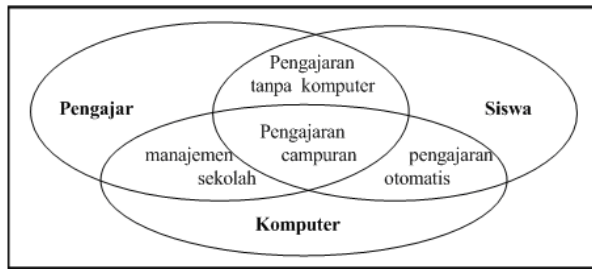 Pengajaran
tanpa komputer
Pengajar
Siswa
Pengajaran
campuran
manajemen
sekolah
pengajaran
otomatis
Komputer